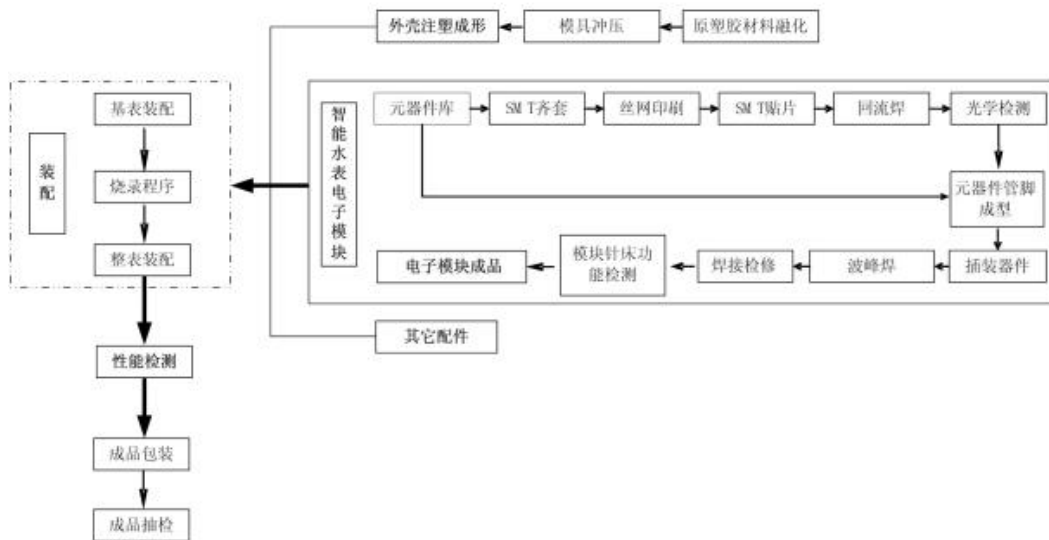 外壳注塑成形
模具冲压
原塑胶材料融化
基表装配
烧录程序
整表装配
装配
智能水表电子模块
元器件库
SMT齐套
丝网印刷
SMT贴片
回流焊
光学检测
元器件管脚
成型
电子模块成品
模块针床功
能检测
焊接检修
波峰焊
插装器件
其它配件
性能检测
成品包装
成品抽检